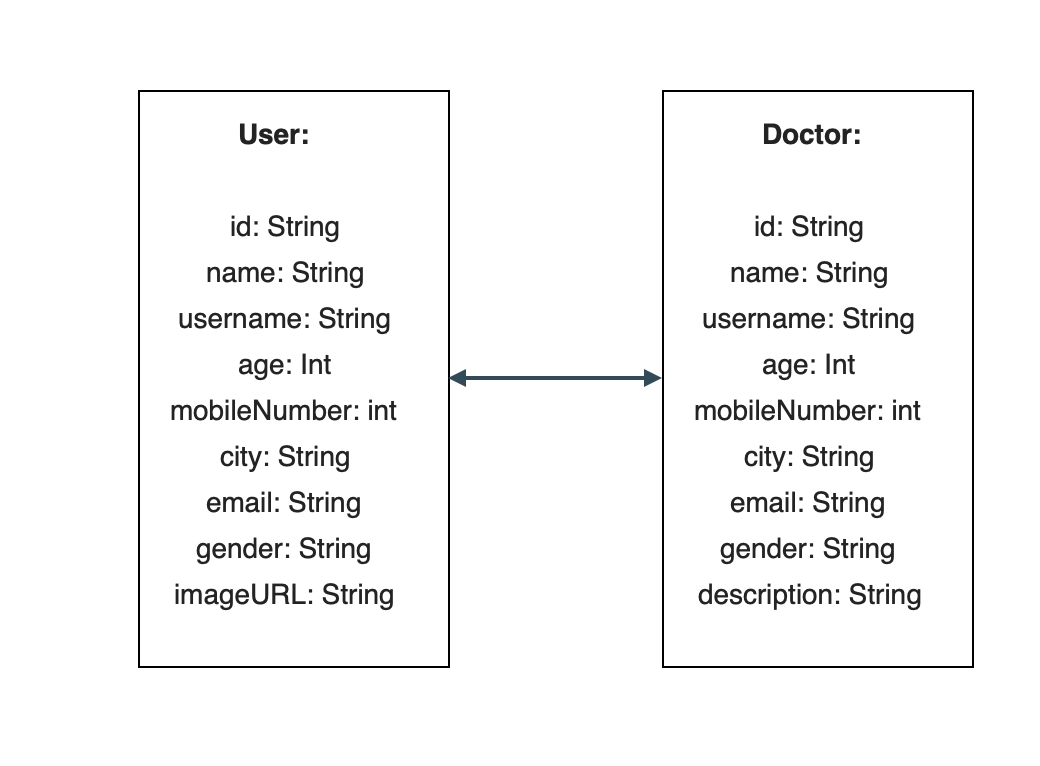 User:
id: String
name: String
username: String
age: Int
mobileNumber: int
city: String
email: String
gender: String
imageURL: String
Doctor:
id: String
name: String
username: String
age: Int
mobileNumber: int
city: String
email: String
gender: String
description: String